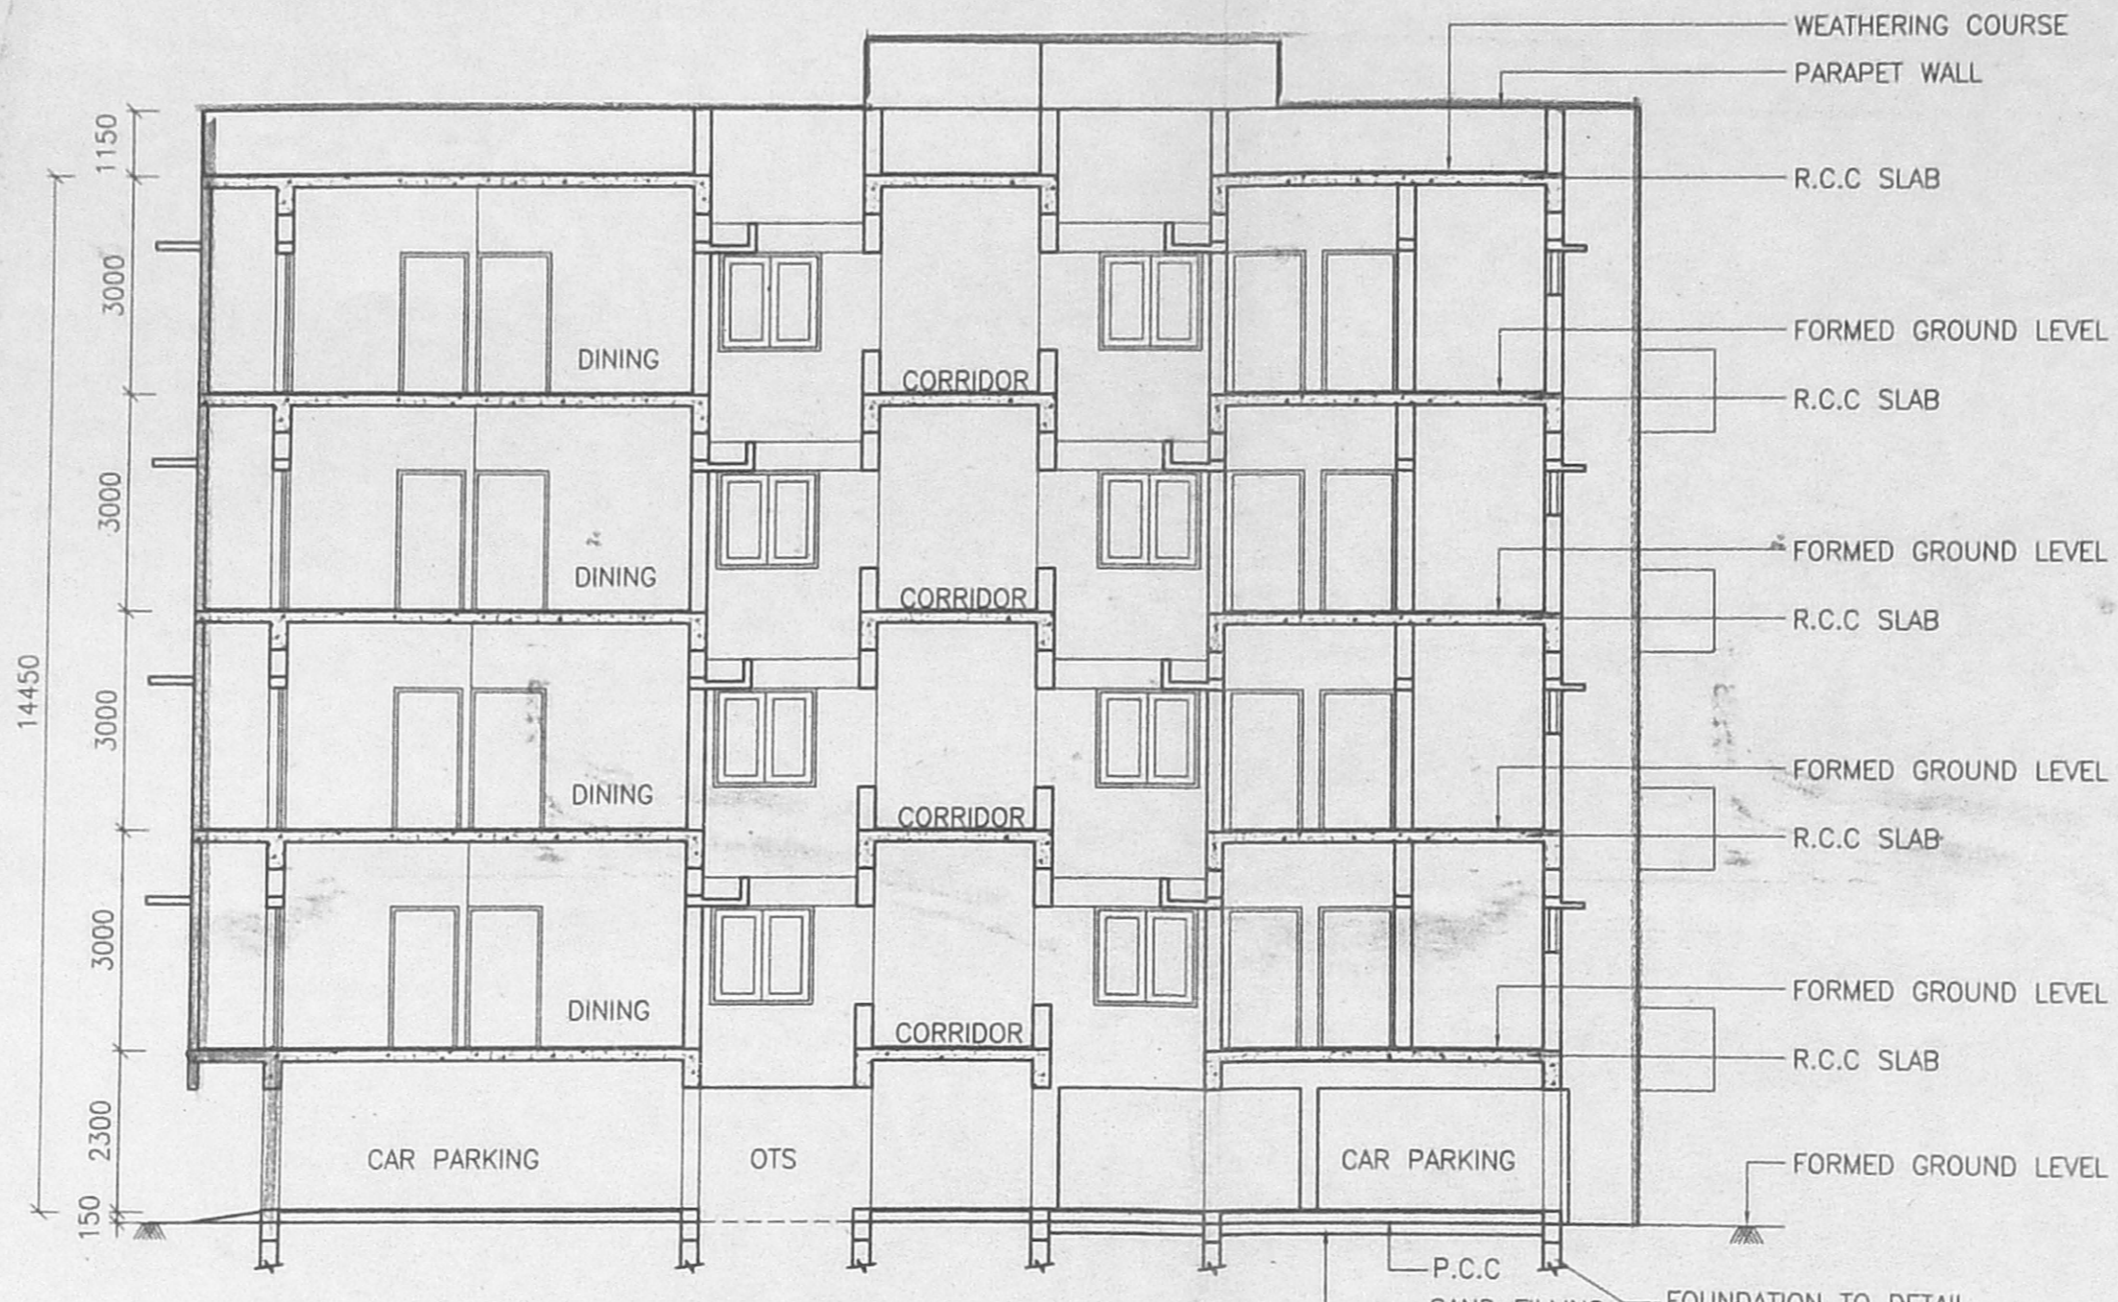 WEATHERING COURSE
PARAPET WALL
1150
R.C.C SLAB
3000
FORMED GROUND LEVEL
DINING
CORRIDOR
R.C.C SLAB
3000
FORMED GROUND LEVEL
DINING
CORRIDOR
R.C.C SLAB
14450
3000
FORMED GROUND LEVEL
DINING
CORRIDOR
R.C.C SLAB
3000
FORMED GROUND LEVEL
DINING
CORRIDOR
R.C.C SLAB
2300
CAR PARKING
OTS
CAR PARKING
FORMED GROUND LEVEL
150
P.C.C
SAND FILLING
FOUNDATION TO DETAIL